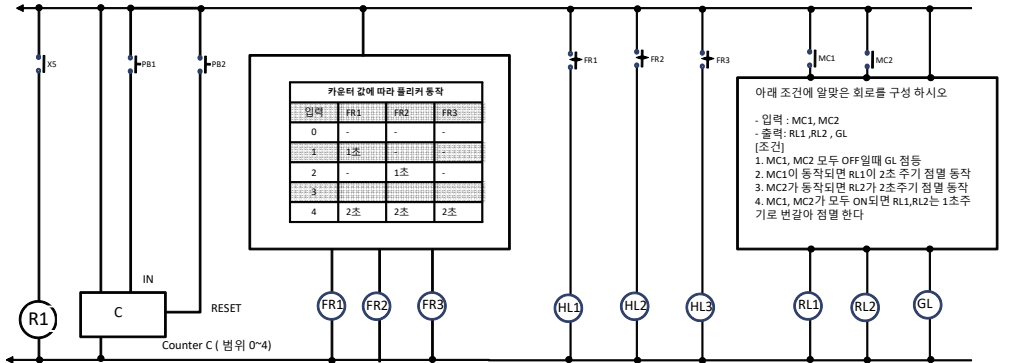 X5
PB1
PB2
FR1
FR2
FR3
MC1
MC2
카운터 값에 따라 플리커 동작
입력 FR1 FR2 FR3
0 - - -
1 1초 - -
2 - 1초 -
3
4 2초 2초 2초
아래 조건에 알맞은 회로를 구성 하시오
- 입력 : MC1, MC2
- 출력: RL1 ,RL2 , GL
[조건]
1. MC1, MC2 모두 OFF일때 GL 점등
2. MC1이 동작되면 RL1이 2초 주기 점멸 동작
3. MC2가 동작되면 RL2가 2초주기 점멸 동작
4. MC1, MC2가 모두 ON되면 RL1,RL2는 1초주
기로 번갈아 점멸 한다
IN
R1
C
RESET
FR1
FR2
FR3
HL1
HL2
HL3
RL1
RL2
GL
Counter C ( 범위 0~4)